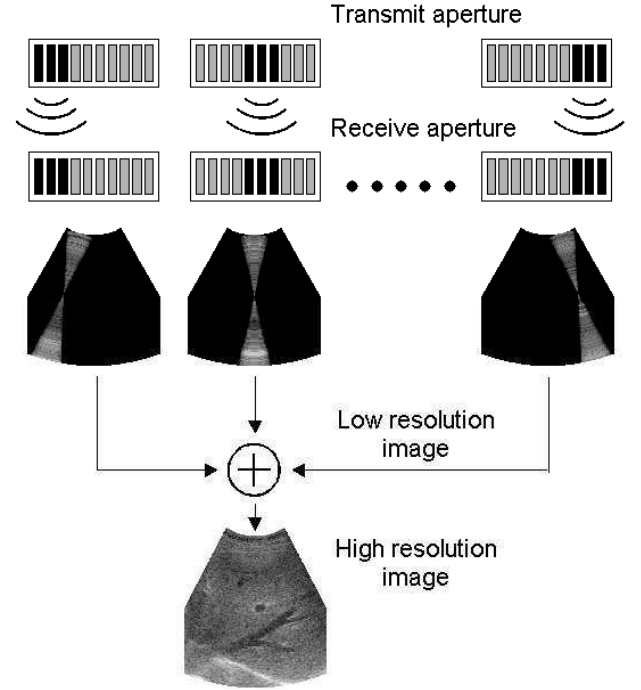 Transmit aperture
Receive aperture
Low resolution
image
High resolution
image